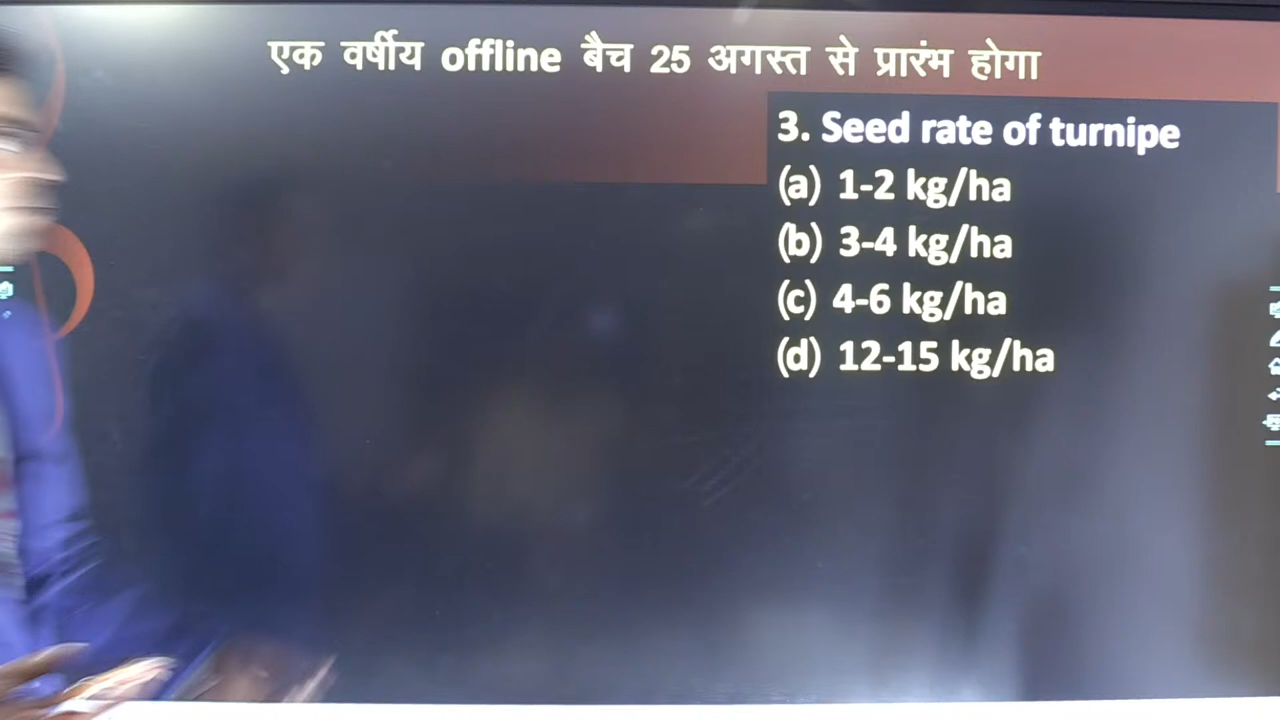 एक वर्षीय offline बैच 25 अगस्त से प्रारंभ होगा
3. Seed rate of turnipe
(a) 1-2 kg/ha
(b) 3-4 kg/ha
(c) 4-6 kg/ha
(d) 12-15 kg/ha